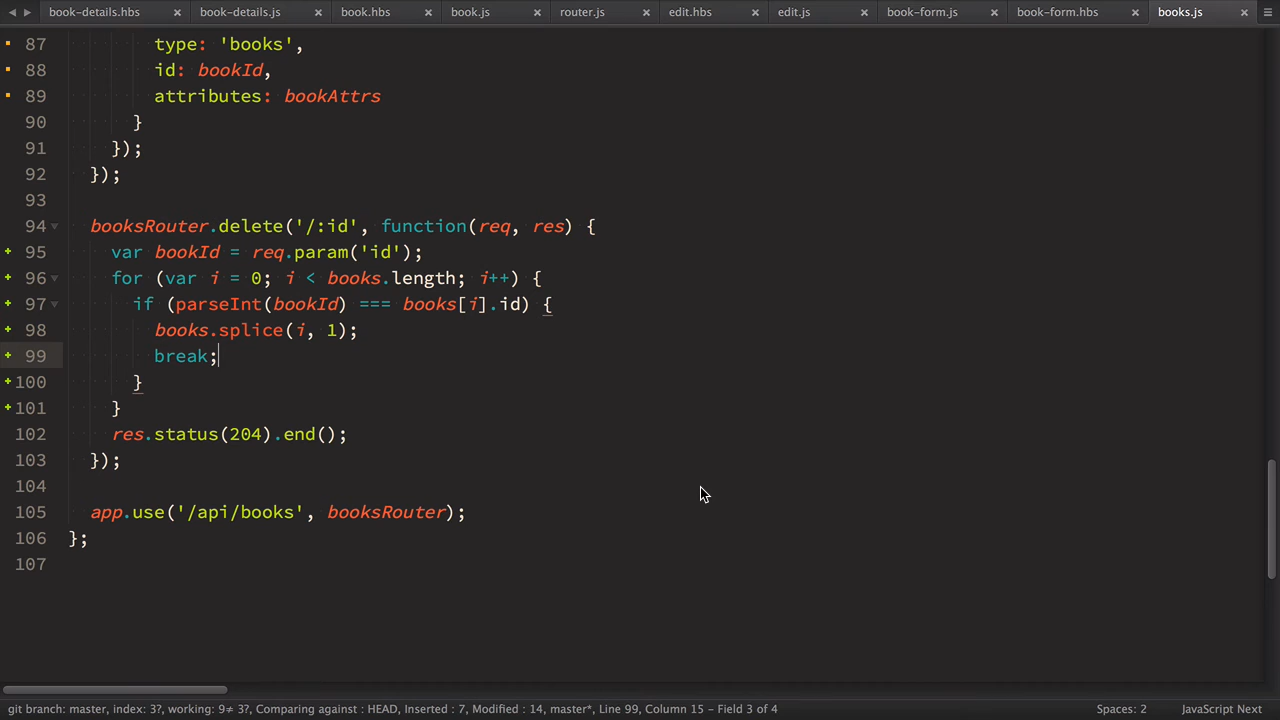 book-details.hbs book-details.js book.hbs book.js router.js edit.hbs edit.js book-form.js book-form.hbs books.js
87 type: 'books',
88 id: bookId,
89 attributes: bookAttrs
90 }
91 });
92 });
93
94 booksRouter.delete('/:id', function(req, res) {
95 var bookId = req.param('id');
96 for (var i = 0; i < books.length; i++) {
97 if (parseInt(bookId) === books[i].id) {
98 books.splice(i, 1);
99 break;
100 }
101 }
102 res.status(204).end();
103 });
104
105 app.use('/api/books', booksRouter);
106 };
107
git branch: master, index: 3?, working: 9≠ 3?, Comparing against : HEAD, Inserted : 7, Modified : 14, master*, Line 99, Column 15 - Field 3 of 4 Spaces: 2 JavaScript Next